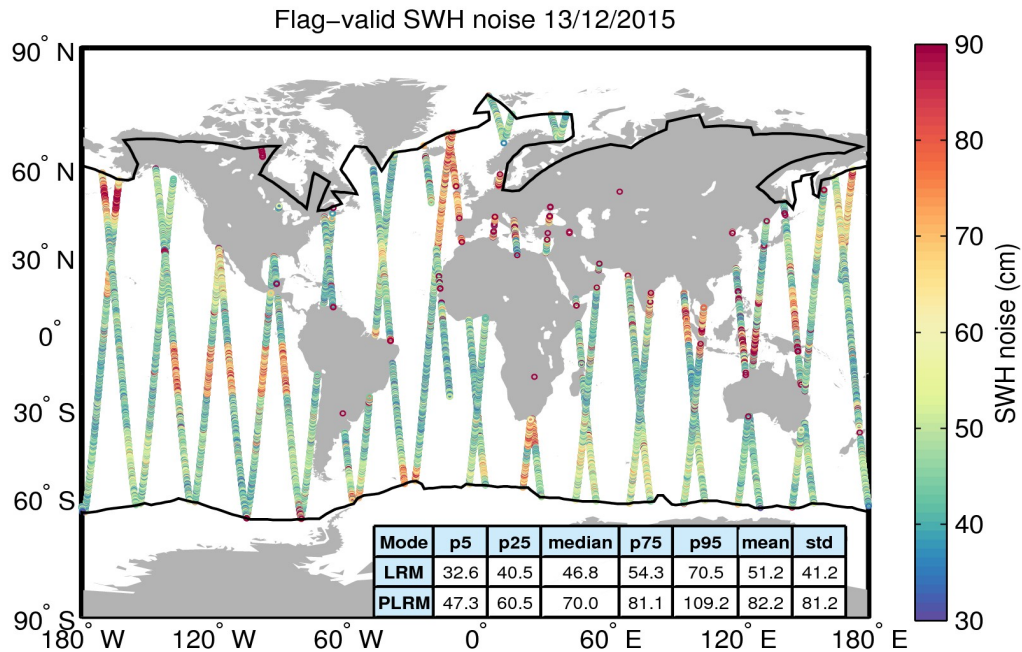 Flag−valid SWH noise 13/12/2015
90° N
60° N
30° N
0°
30° S
60° S
90° S
180° W
120° W
60° W
0°
60° E
120° E
180° E
Mode p5 p25 median p75 p95 mean std
LRM 32.6 40.5 46.8 54.3 70.5 51.2 41.2
PLRM 47.3 60.5 70.0 81.1 109.2 82.2 81.2
90
80
70
60
50
40
30
SWH noise (cm)